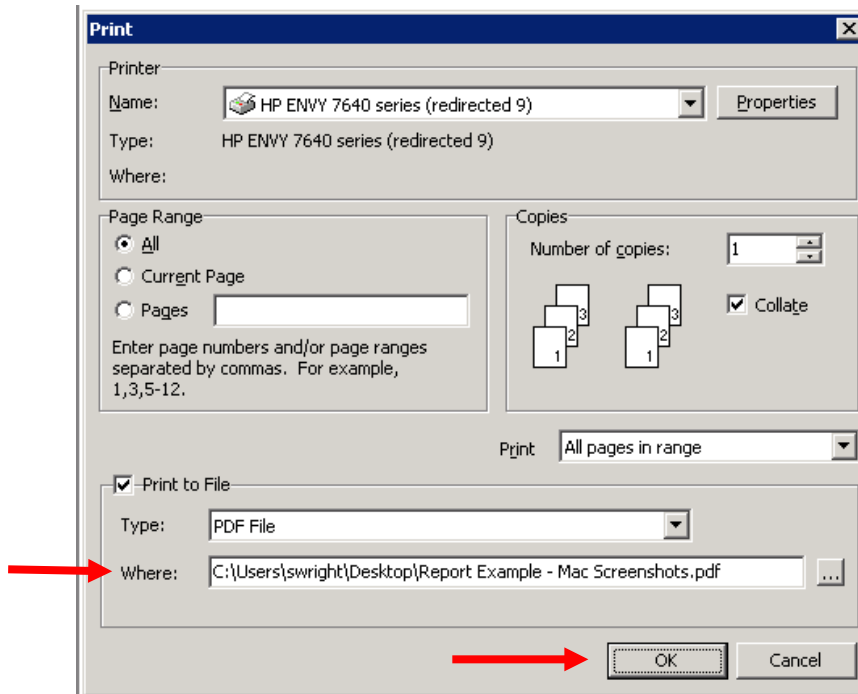 Print
Printer
Name: HP ENVY 7640 series (redirected 9) Properties
Type: HP ENVY 7640 series (redirected 9)
Where:
Page Range
All
Current Page
Pages
Enter page numbers and/or page ranges
separated by commas. For example,
1,3,5-12.
Copies
Number of copies: 1
3 3
2 2
1 1
Collate
Print All pages in range
Print to File
Type: PDF File
Where: C:\Users\swright\Desktop\Report Example - Mac Screenshots.pdf ...
OK Cancel